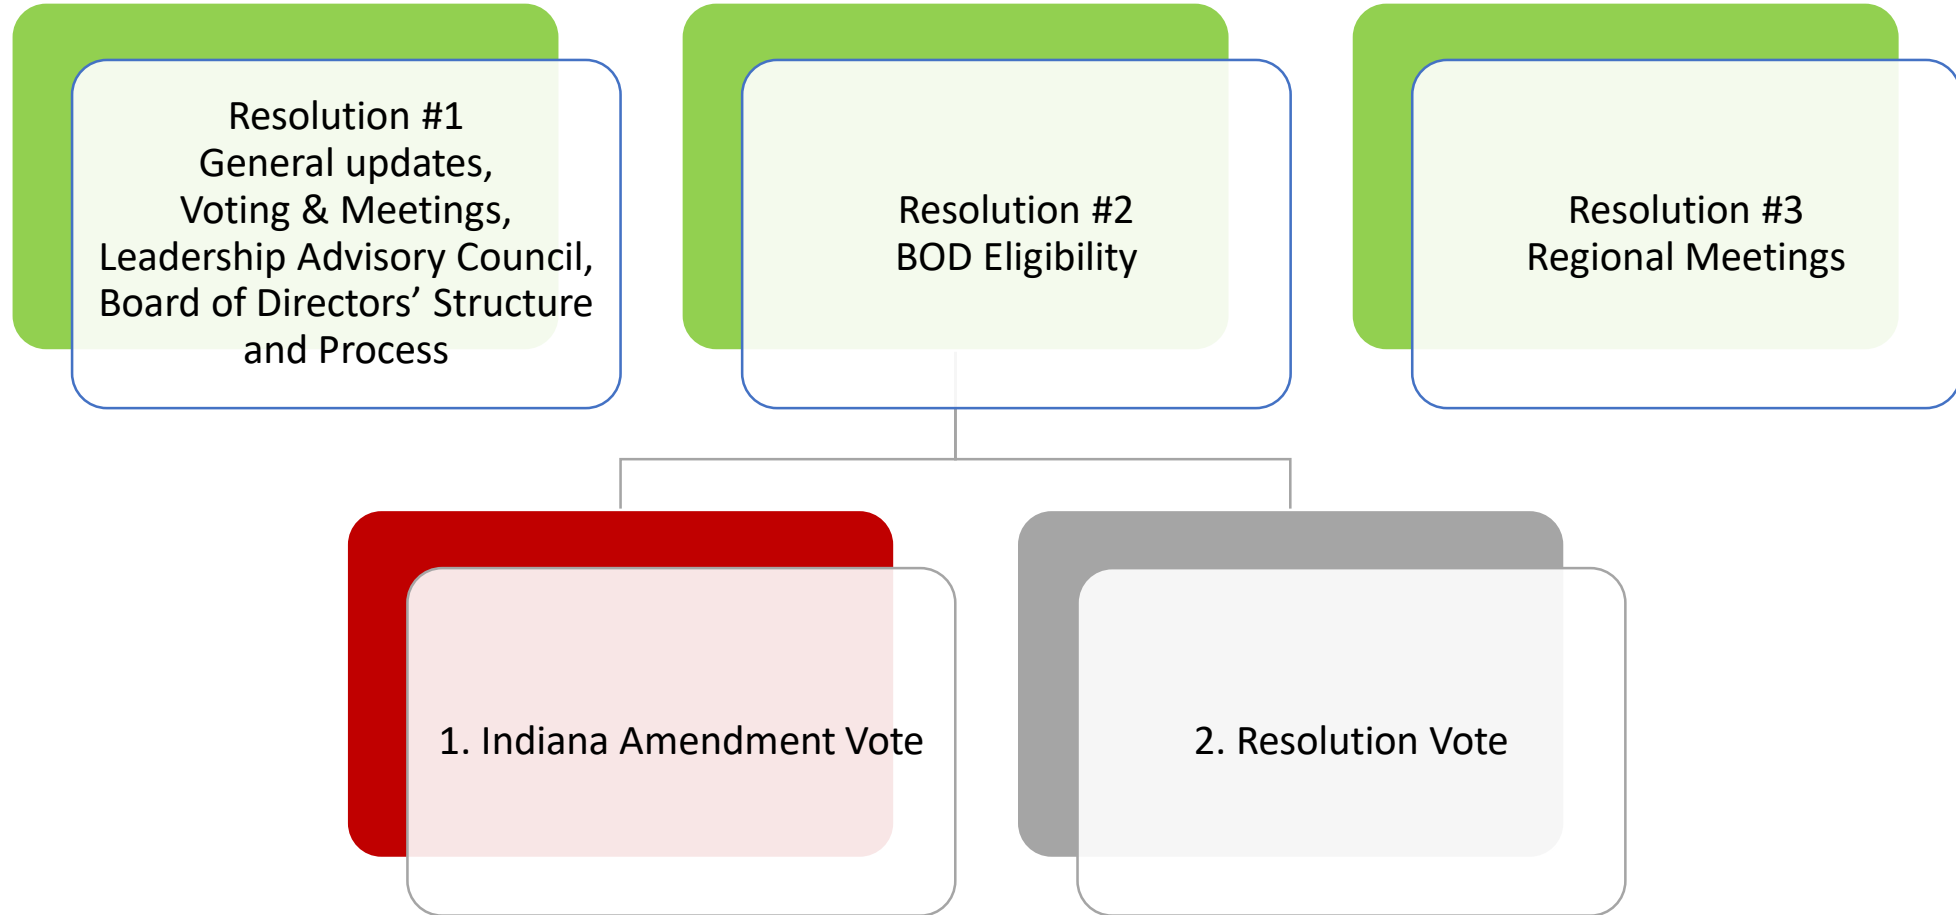 Resolution #1
General updates,
Voting & Meetings,
Leadership Advisory Council,
Board of Directors’ Structure
and Process
Resolution #2
BOD Eligibility
Resolution #3
Regional Meetings
1. Indiana Amendment Vote
2. Resolution Vote